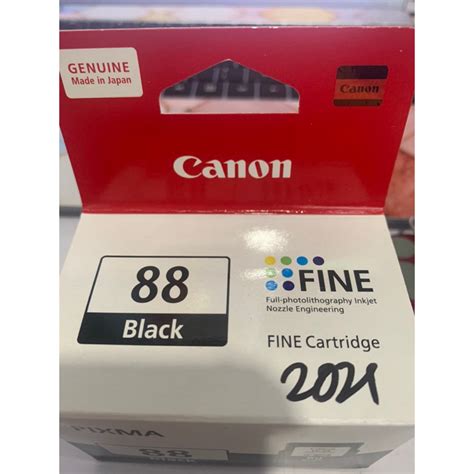 GENUINE
Made in Japan
Canon
Canon
88
Black
FINE
Full-photolithography Inkjet
Nozzle Engineering
FINE Cartridge
2021
PIXMA
88